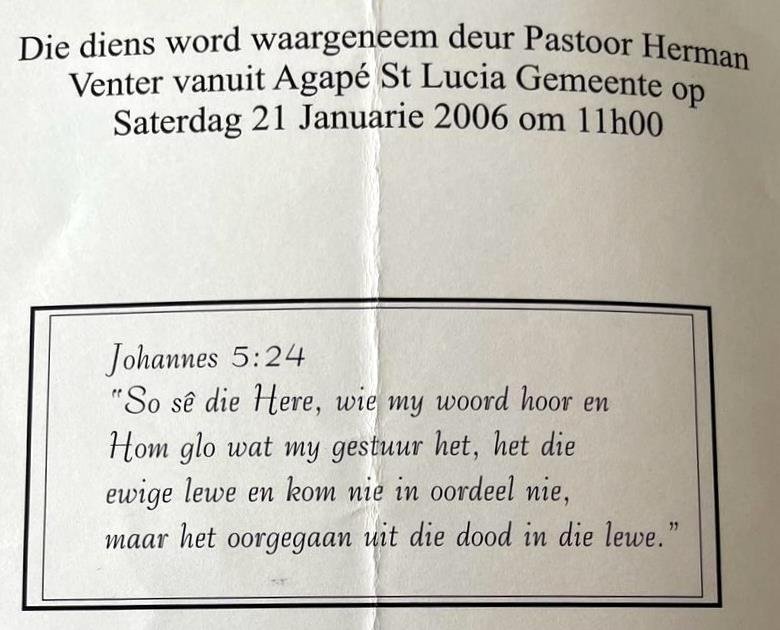 Die diens word waargeneem deur Pastoor Herman
Venter vanuit Agapé St Lucia Gemeente op
Saterdag 21 Januarie 2006 om 11h00
Johannes 5:24
"So sê die Here, wie my woord hoor en
Hom glo wat my gestuur het, het die
ewige lewe en kom nie in oordeel nie,
maar het oorgegaan uit die dood in die lewe."